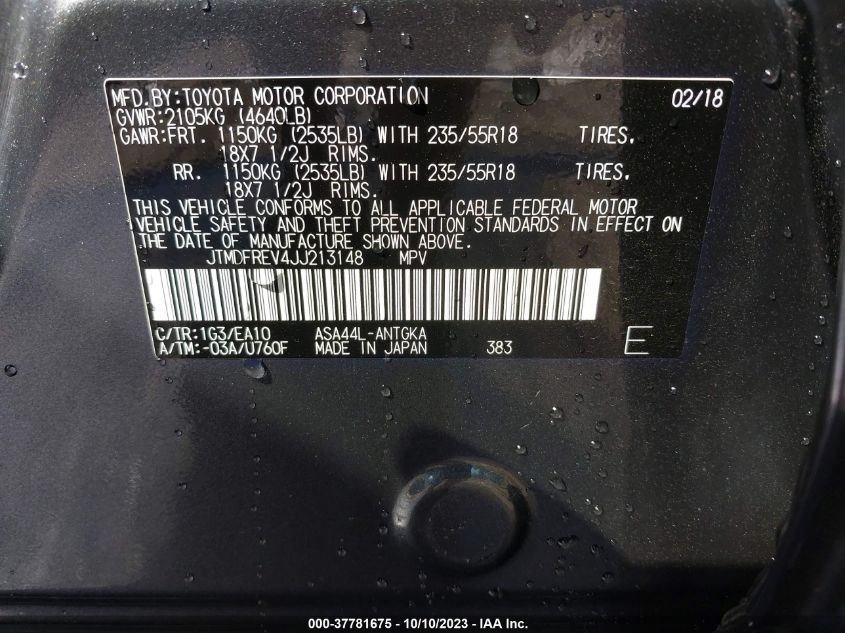 MFD.BY:TOYOTA MOTOR CORPORATION 02/18
GVWR:2105KG (4640LB)
GAWR:FRT. 1150KG (2535LB) WITH 235/55R18 TIRES.
18X7 1/2J RIMS.
RR. 1150KG (2535LB) WITH 235/55R18 TIRES.
18X7 1/2J RIMS.
THIS VEHICLE CONFORMS TO ALL APPLICABLE FEDERAL MOTOR
VEHICLE SAFETY AND THEFT PREVENTION STANDARDS IN EFFECT ON
THE DATE OF MANUFACTURE SHOWN ABOVE.
JTMDFREV4JJ213148 MPV
C/TR:1G3/EA10 ASA44L-ANTGKA
A/TM:-03A/U760F MADE IN JAPAN 383 E
000-37781675 - 10/10/2023 - IAA Inc.